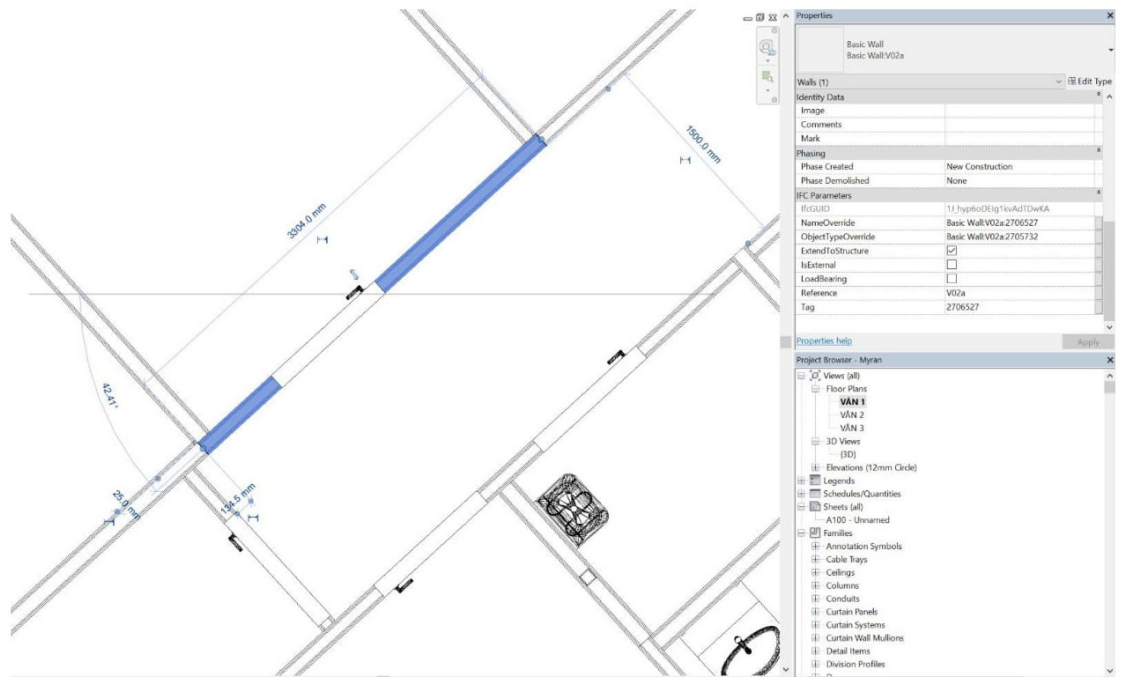 1500.0 mm
3304.0 mm
42.41°
25.0 mm
134.5 mm
Properties
Basic Wall
Basic Wall:V02a
Walls (1)
Edit Type
Identity Data
Image
Comments
Mark
Phasing
Phase Created New Construction
Phase Demolished None
IFC Parameters
IfcGUID
NameOverride Basic Wall:V02a:2706527
ObjectTypeOverride Basic Wall:V02a:2705732
ExtendToStructure
IsExternal
LoadBearing
Reference V02a
Tag 2706527
Properties help
Apply
Project Browser - Myran
Views (all)
Floor Plans
VÅN 1
VÅN 2
VÅN 3
3D Views
{3D}
Elevations (12mm Circle)
Legends
Schedules/Quantities
Sheets (all)
A100 - Unnamed
Families
Annotation Symbols
Cable Trays
Ceilings
Columns
Conduits
Curtain Panels
Curtain Systems
Curtain Wall Mullions
Detail Items
Division Profiles